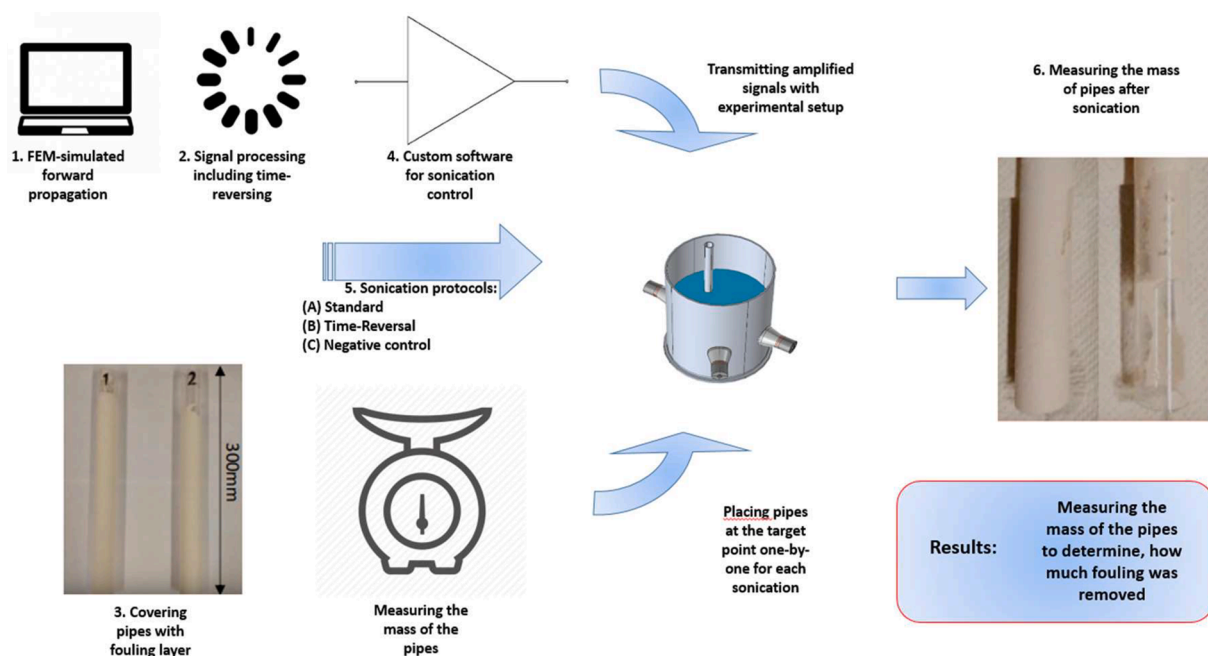 1. FEM-simulated
forward
propagation
2. Signal processing
including time-
reversing
4. Custom software
for sonication
control
Transmitting amplified
signals with
experimental setup
6. Measuring the mass
of pipes after
sonication
5. Sonication protocols:
(A) Standard
(B) Time-Reversal
(C) Negative control
1
2
300mm
3. Covering
pipes with
fouling layer
Measuring the
mass of the
pipes
Placing pipes
at the target
point one-by-
one for each
sonication
Results:
Measuring the
mass of the pipes
to determine, how
much fouling was
removed